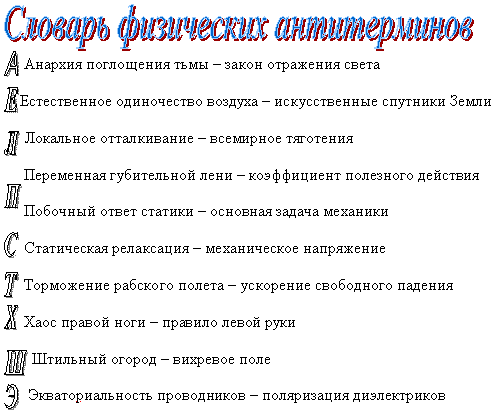 Словарь физических антитерминов
А Анархия поглощения тьмы – закон отражения света
Е Естественное одиночество воздуха – искусственные спутники Земли
Л Локальное отталкивание – всемирное тяготения
Переменная губительной лени – коэффициент полезного действия
П
Побочный ответ статики – основная задача механики
С Статическая релаксация – механическое напряжение
Т Торможение рабского полета – ускорение свободного падения
Х Хаос правой ноги – правило левой руки
Ш Штильный огород – вихревое поле
Э Экваториальность проводников – поляризация диэлектриков